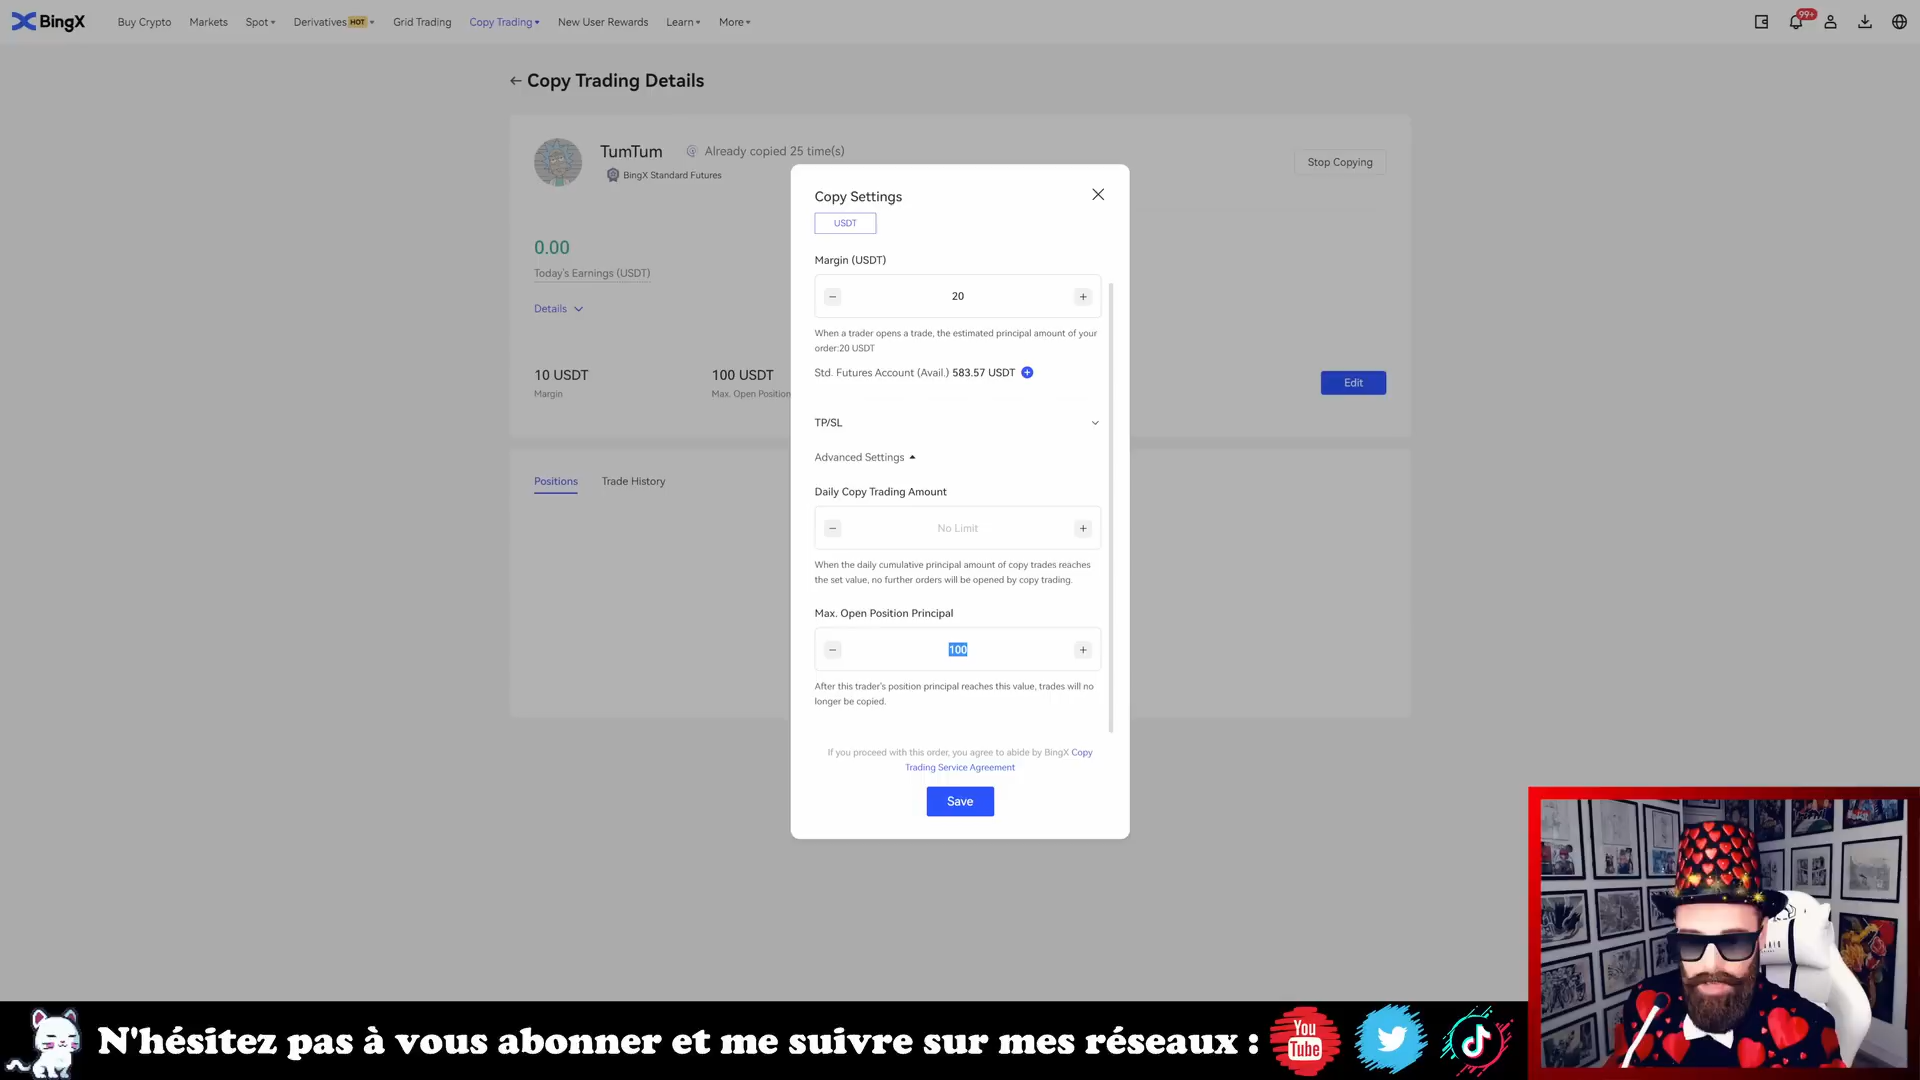 BingX
Buy Crypto
Markets
Spot
Derivatives HOT
Grid Trading
Copy Trading
New User Rewards
Learn
More
99+
Copy Trading Details
TumTum
Already copied 25 time(s)
BingX Standard Futures
Stop Copying
0.00
Today's Earnings (USDT)
Details
10 USDT
Margin
100 USDT
Max. Open Position
Edit
Positions
Trade History
Copy Settings
USDT
Margin (USDT)
20
When a trader opens a trade, the estimated principal amount of your
order:20 USDT
Std. Futures Account (Avail.) 583.57 USDT
TP/SL
Advanced Settings
Daily Copy Trading Amount
No Limit
When the daily cumulative principal amount of copy trades reaches
the set value, no further orders will be opened by copy trading.
Max. Open Position Principal
100
After this trader's position principal reaches this value, trades will no
longer be copied.
If you proceed with this order, you agree to abide by BingX Copy
Trading Service Agreement
Save
N'hésitez pas à vous abonner et me suivre sur mes réseaux :
You
Tube